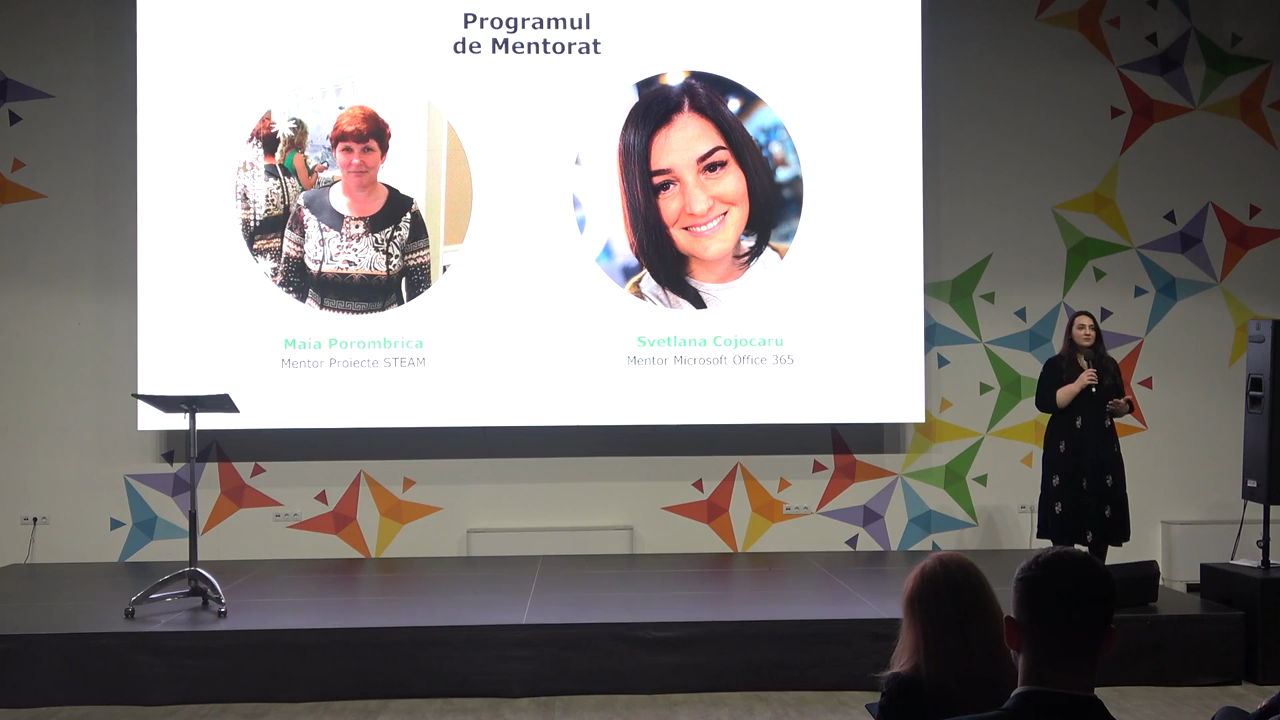 Programul
de Mentorat
Maia Porombrica
Mentor Proiecte STEAM
Svetlana Cojocaru
Mentor Microsoft Office 365